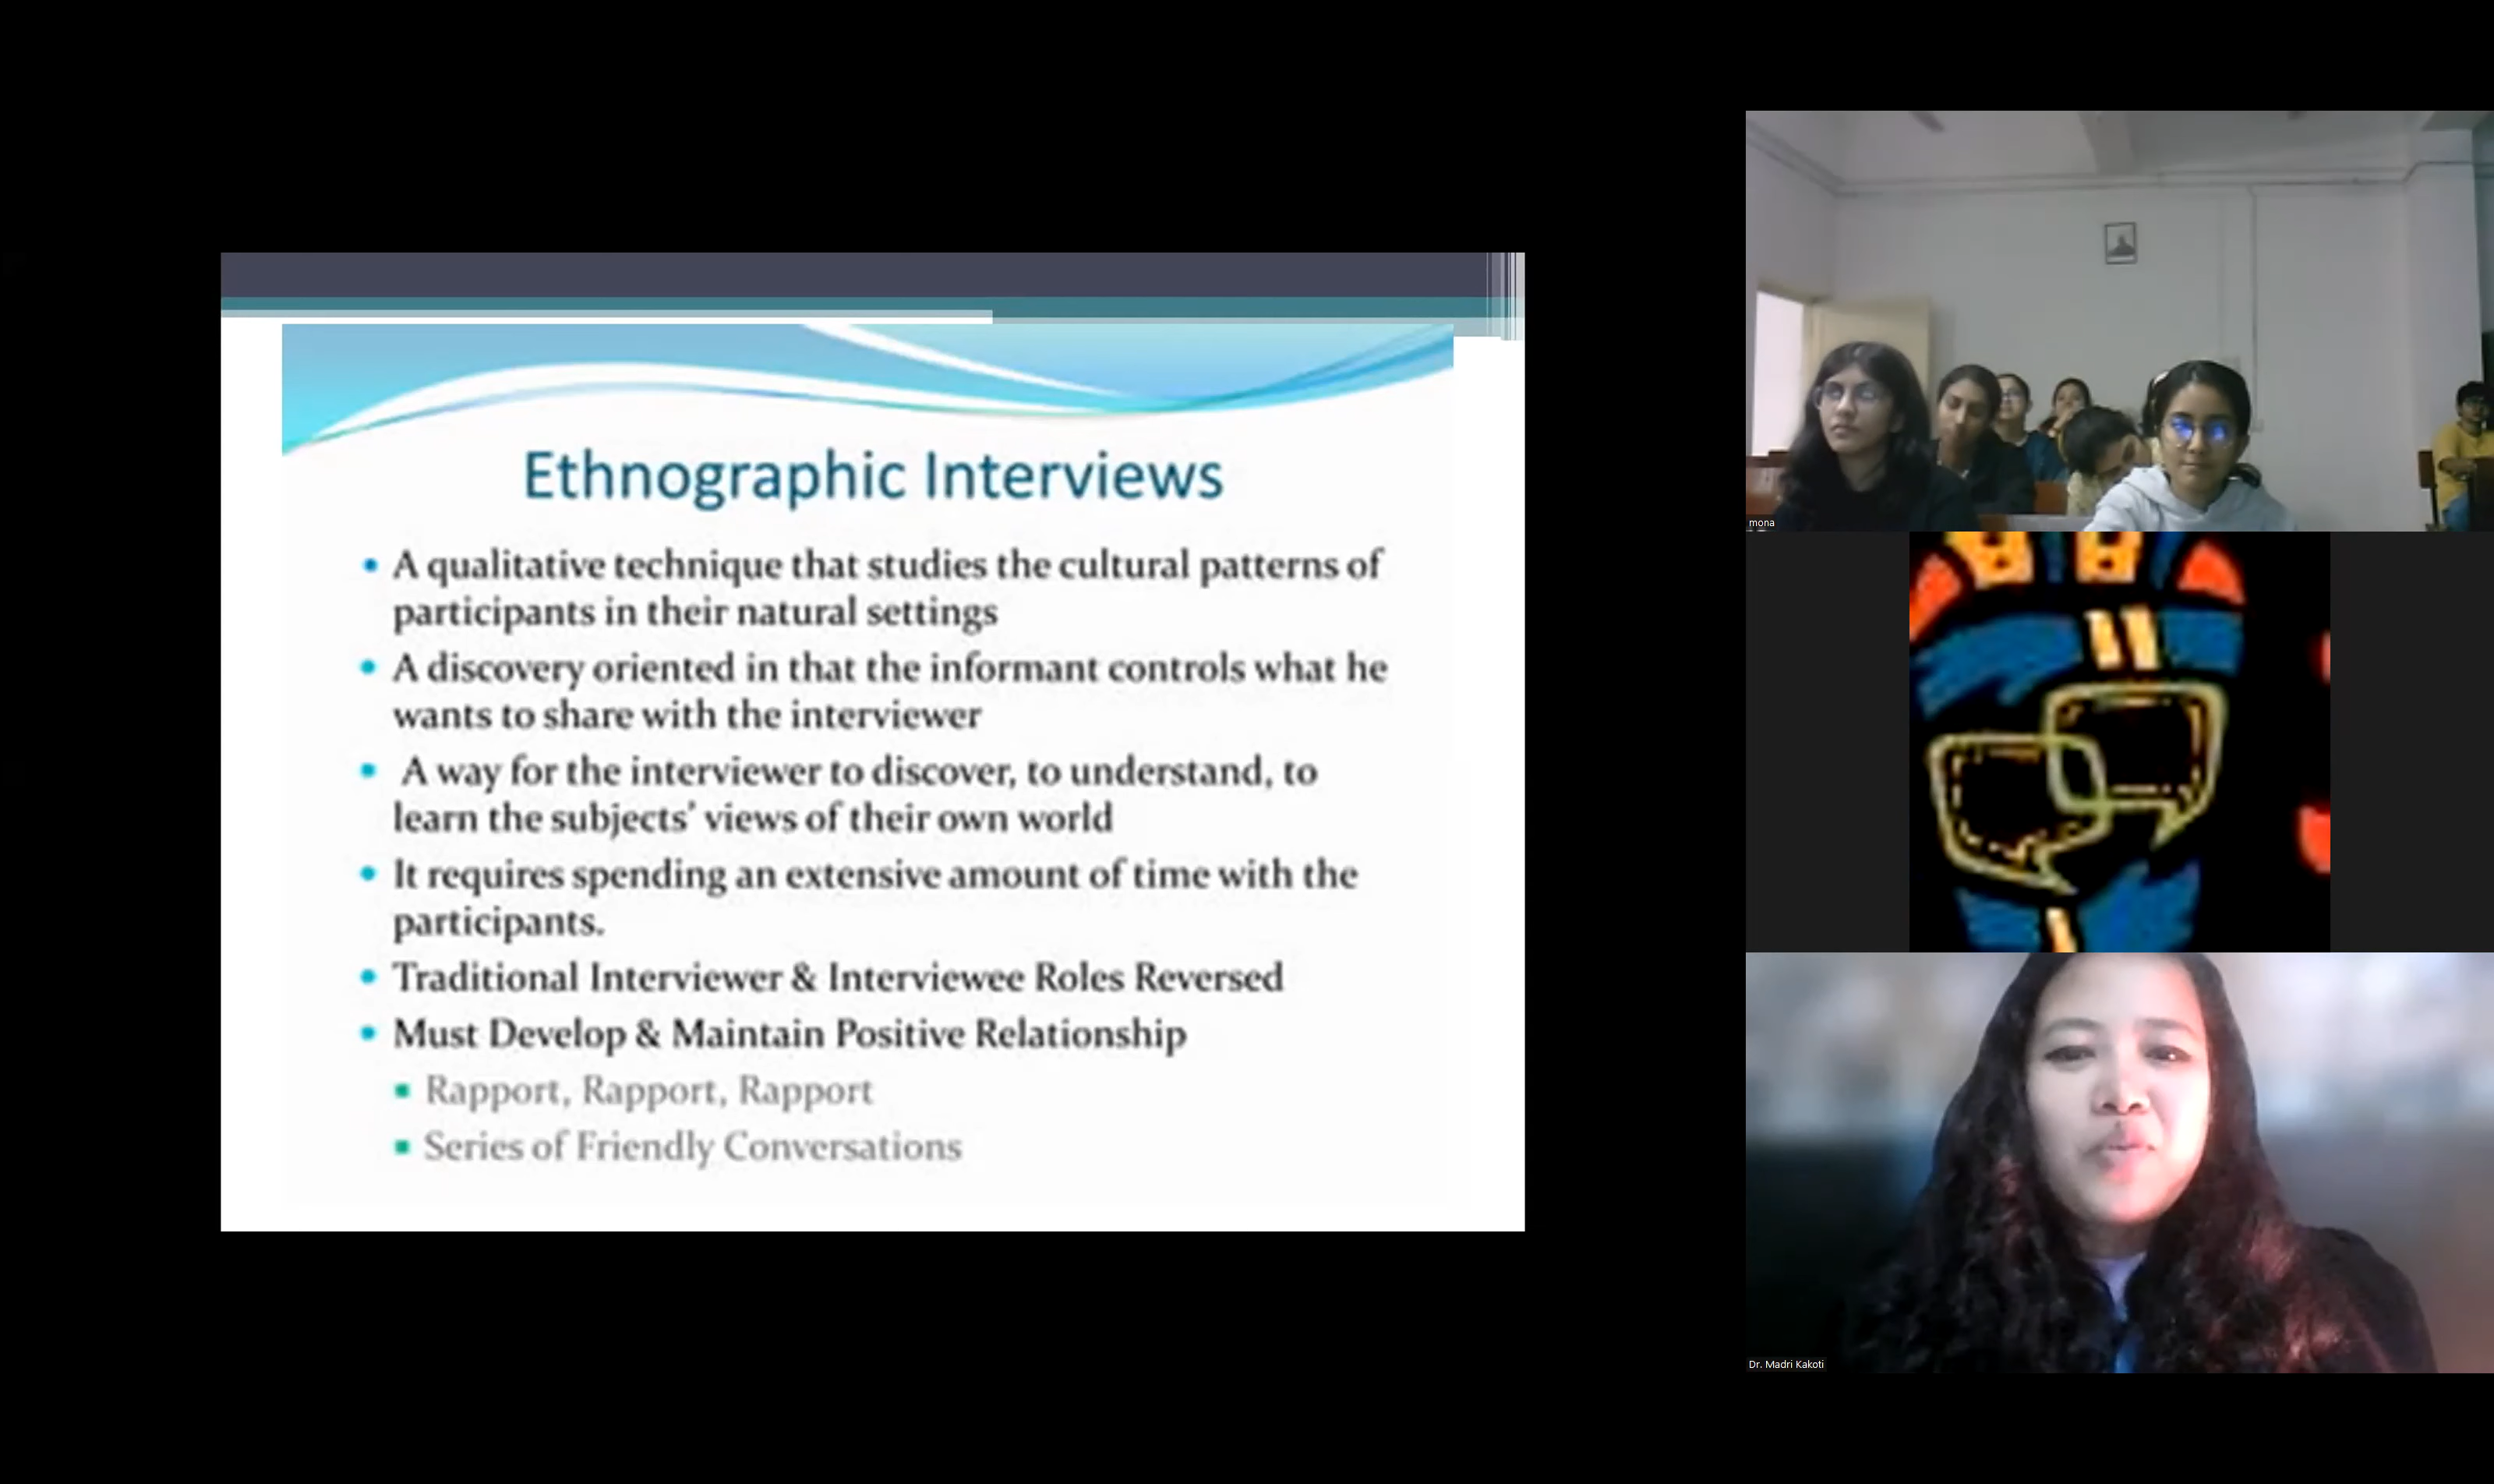 Ethnographic Interviews
• A qualitative technique that studies the cultural patterns of
participants in their natural settings
• A discovery oriented in that the informant controls what he
wants to share with the interviewer
• A way for the interviewer to discover, to understand, to
learn the subjects' views of their own world
• It requires spending an extensive amount of time with the
participants.
• Traditional Interviewer & Interviewee Roles Reversed
• Must Develop & Maintain Positive Relationship
▪ Rapport, Rapport, Rapport
▪ Series of Friendly Conversations
mona
Dr. Madri Kakoti